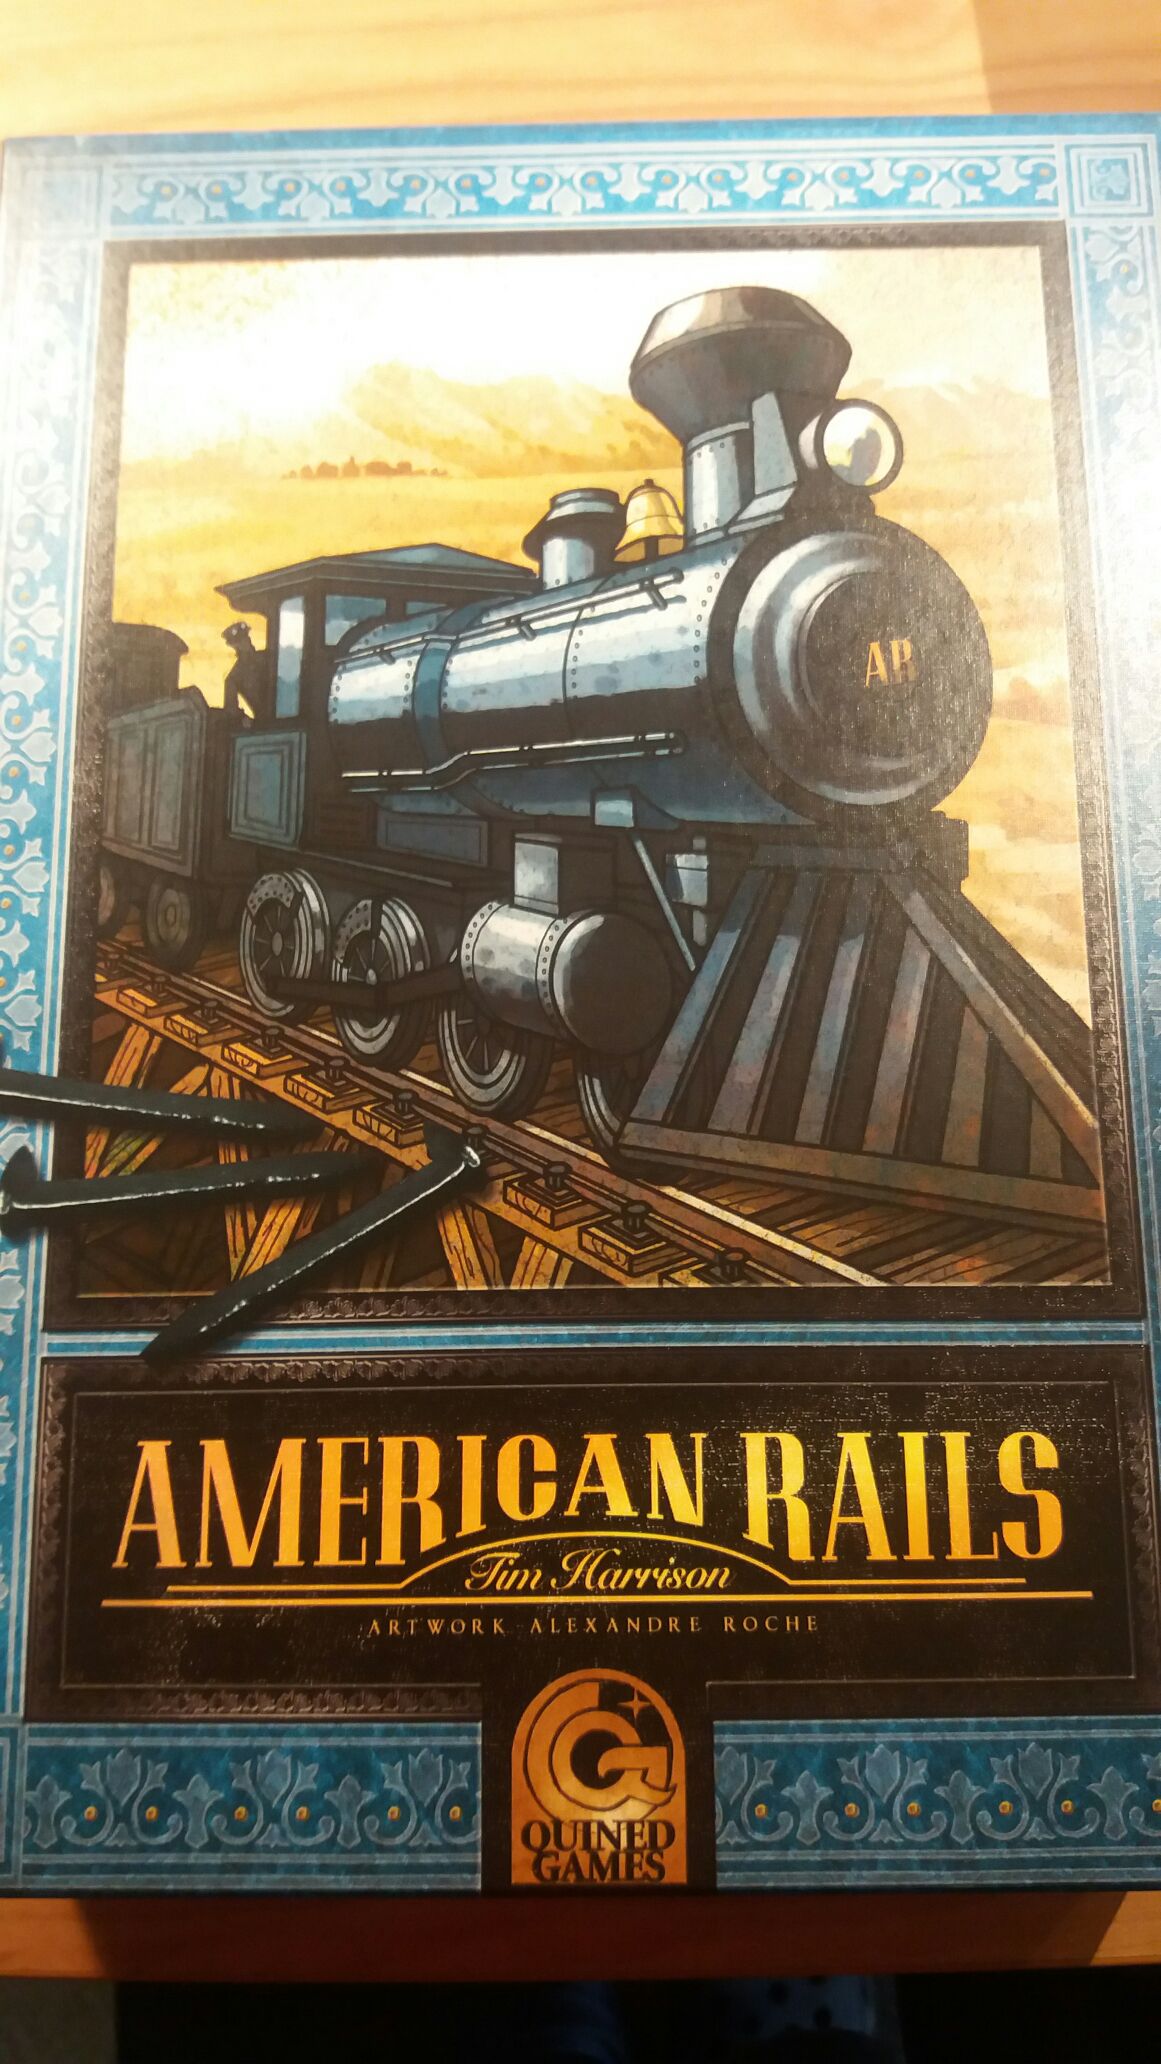 AR
AMERICAN RAILS
Tim Harrison
ARTWORK ALEXANDRE ROCHE
QUINED
GAMES